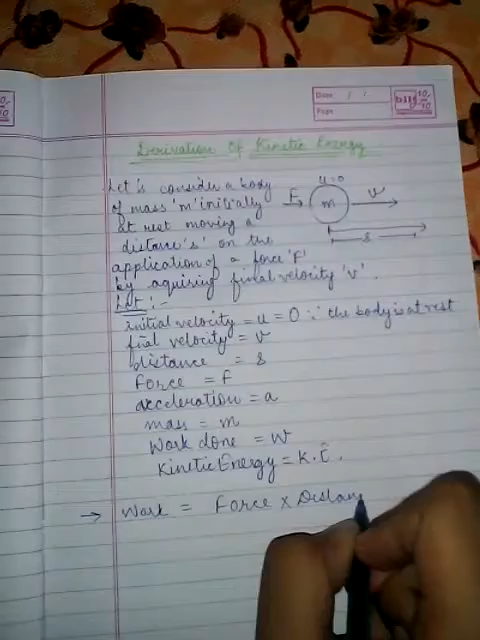 Date: / /
Page:
Derivation Of Kinetic Energy
Let's consider a body
of mass 'm' initially
at rest moving a
distance 's' on the
application of a force 'F'
by aquiring final velocity 'v'.
u=0
F
m
v
s
Let :-
initial velocity = u = 0 ∵ the body is at rest
final velocity = v
distance = s
Force = F
acceleration = a
mass = m
Work done = W
Kinetic Energy = K.E.
→ Work = Force × Distan